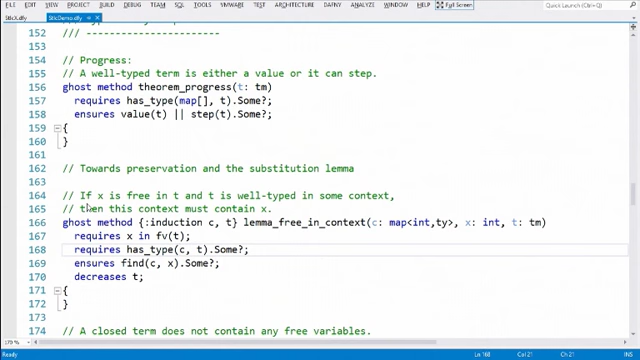 FILE EDIT VIEW PROJECT DEBUG TEAM SQL TOOLS VMWARE TEST ARCHITECTURE DAFNY ANALYZE WINDOW HELP Full Screen Quick Launch (Ctrl+Q)
StlcDemo.dfy
152 /// ----------------------
153
154 // Progress:
155 // A well-typed term is either a value or it can step.
156 ghost method theorem_progress(t: tm)
157 requires has_type(map[], t).Some?;
158 ensures value(t) || step(t).Some?;
159 {
160 }
161
162 // Towards preservation and the substitution lemma
163
164 // If x is free in t and t is well-typed in some context,
165 // then this context must contain x.
166 ghost method {:induction c, t} lemma_free_in_context(c: map<int,ty>, x: int, t: tm)
167 requires x in fv(t);
168 requires has_type(c, t).Some?;
169 ensures find(c, x).Some?;
170 decreases t;
171 {
172 }
173
174 // A closed term does not contain any free variables.
Ready Ln 168 Col 21 Ch 21 INS